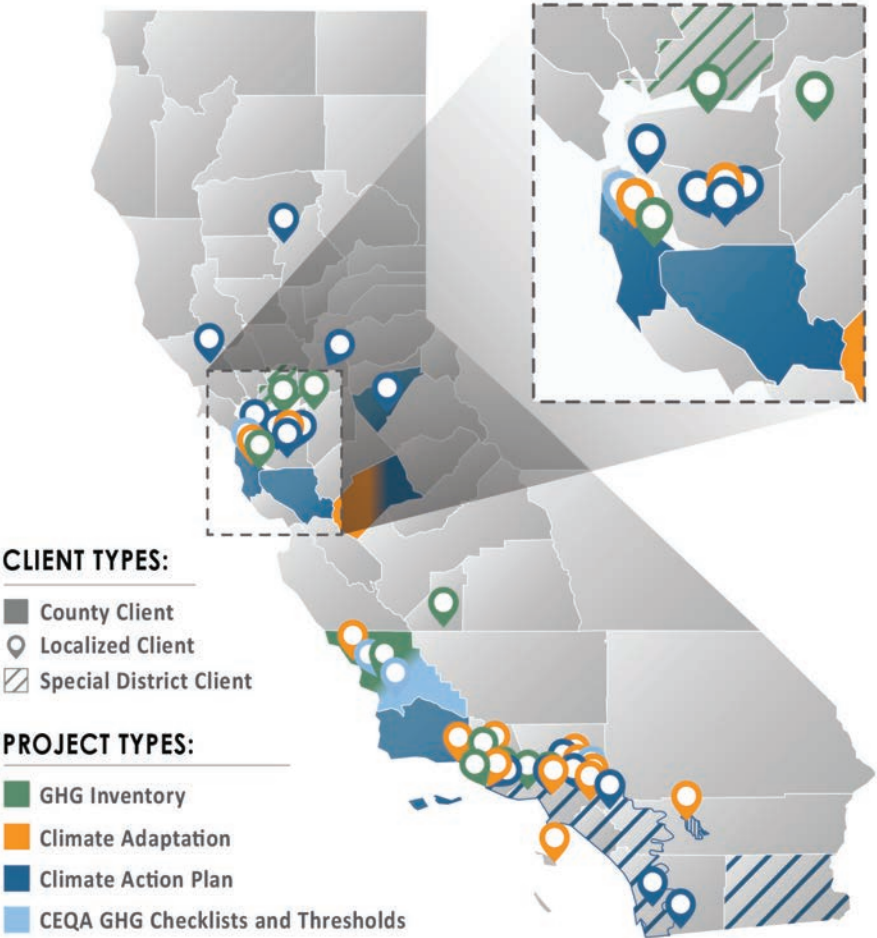 CLIENT TYPES:
County Client
Localized Client
Special District Client
PROJECT TYPES:
GHG Inventory
Climate Adaptation
Climate Action Plan
CEQA GHG Checklists and Thresholds